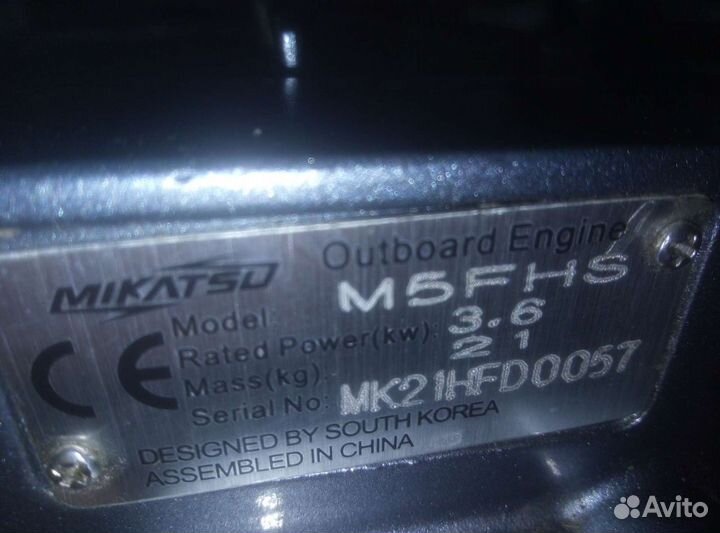 MIKATSU Outboard Engine
CE
Model: M5FHS
Rated Power(kw): 3.6
Mass(kg): 21
Serial No: MK21HFD0057
DESIGNED BY SOUTH KOREA
ASSEMBLED IN CHINA
Avito